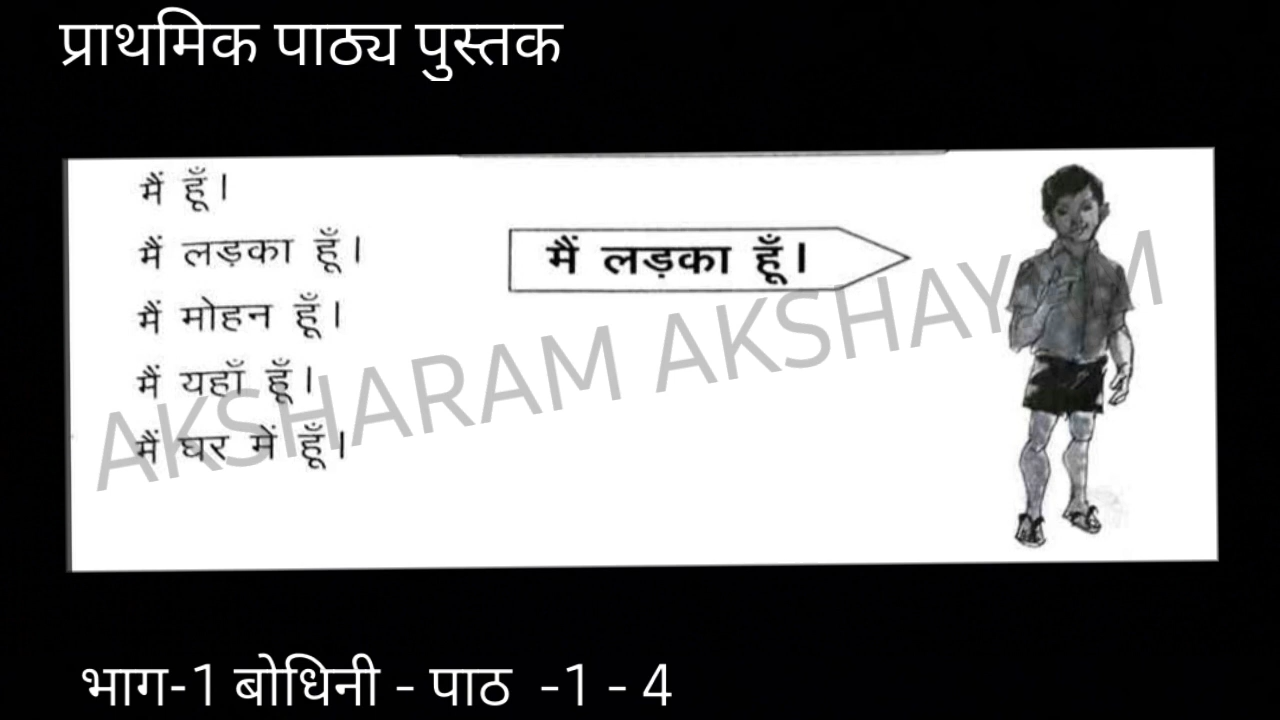 प्राथमिक पाठ्य पुस्तक
मैं हूँ।
मैं लड़का हूँ।
मैं मोहन हूँ।
मैं यहाँ हूँ।
मैं घर में हूँ।
मैं लड़का हूँ।
AKSHARAM AKSHAYAM
भाग-1 बोधिनी - पाठ -1 - 4